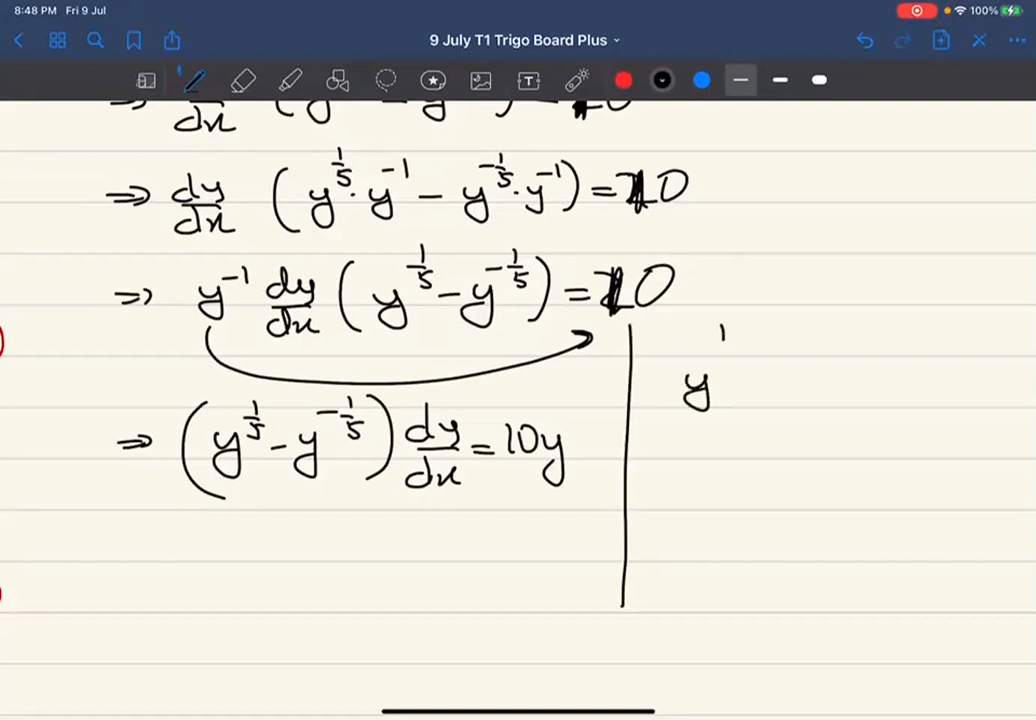 8:48 PM Fri 9 Jul 100%
9 July T1 Trigo Board Plus
T
⇒ dy/dx (y^{1/5} · y^{-1} − y^{-1/5} · y^{-1}) = 10
⇒ y^{-1} dy/dx (y^{1/5} − y^{-1/5}) = 10
⇒ (y^{1/5} − y^{-1/5}) dy/dx = 10y
y^{1}